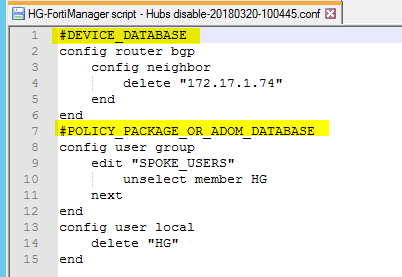 HG-FortiManager script - Hubs disable-20180320-100445.conf
1 #DEVICE_DATABASE
2 config router bgp
3     config neighbor
4         delete "172.17.1.74"
5     end
6 end
7 #POLICY_PACKAGE_OR_ADOM_DATABASE
8 config user group
9     edit "SPOKE_USERS"
10         unselect member HG
11     next
12 end
13 config user local
14     delete "HG"
15 end